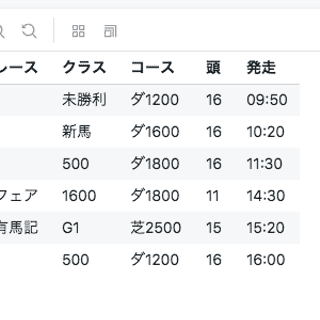 レース クラス コース 頭 発走
未勝利 ダ1200 16 09:50
新馬 ダ1600 16 10:20
500 ダ1800 16 11:30
フェア 1600 ダ1800 11 14:30
有馬記 G1 芝2500 15 15:20
500 ダ1200 16 16:00